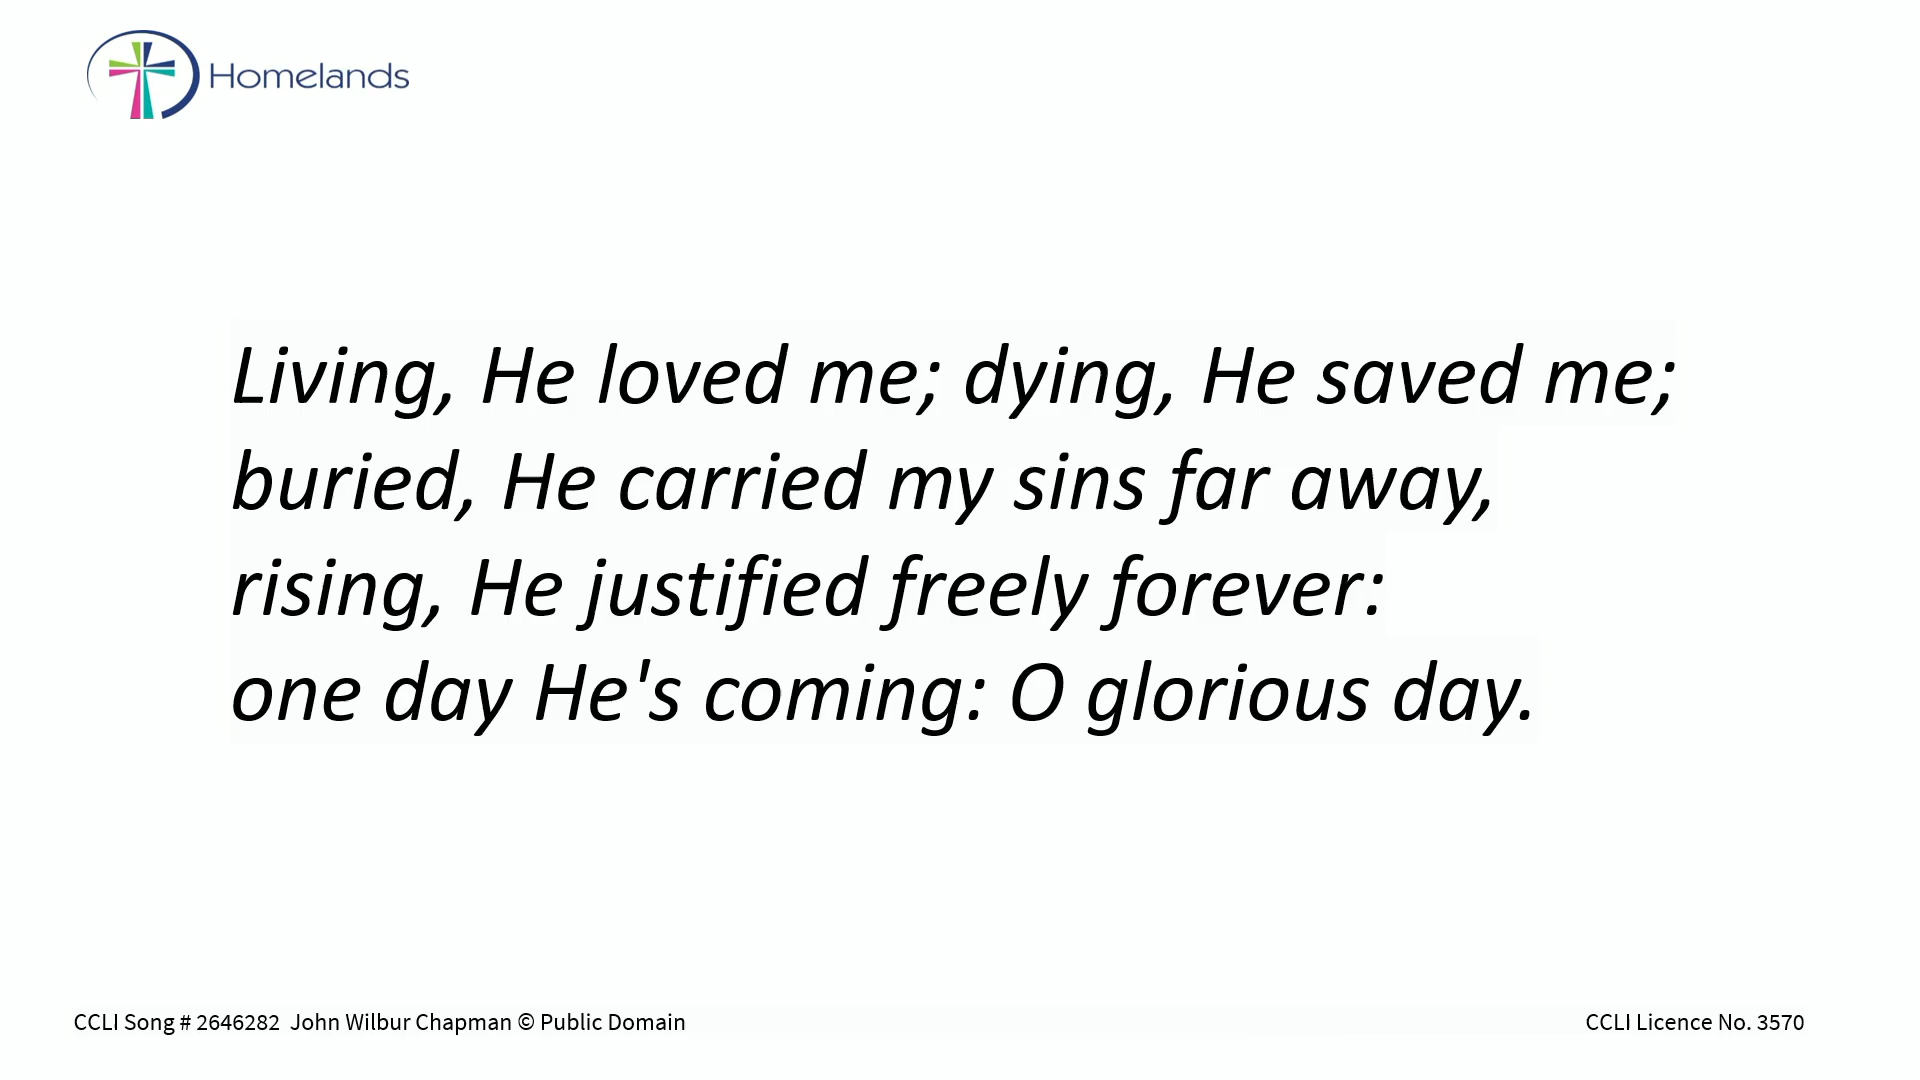 Homelands
Living, He loved me; dying, He saved me;
buried, He carried my sins far away,
rising, He justified freely forever:
one day He's coming: O glorious day.
CCLI Song # 2646282  John Wilbur Chapman © Public Domain
CCLI Licence No. 3570